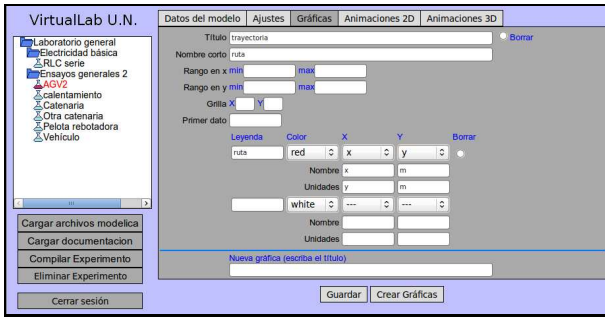 VirtualLab U.N.
Laboratorio general
Electricidad básica
RLC serie
Ensayos generales 2
AGV2
calentamiento
Catenaria
Otra catenaria
Pelota rebotadora
Vehículo
Cargar archivos modelica
Cargar documentacion
Compilar Experimento
Eliminar Experimento
Cerrar sesión
Datos del modelo Ajustes Gráficas Animaciones 2D Animaciones 3D
Título trayectoria Borrar
Nombre corto ruta
Rango en x min max
Rango en y min max
Grilla X Y
Primer dato
Leyenda Color X Y Borrar
ruta red x y
Nombre x m
Unidades y m
white --- ---
Nombre
Unidades
Nueva gráfica (escriba el título)
Guardar Crear Gráficas